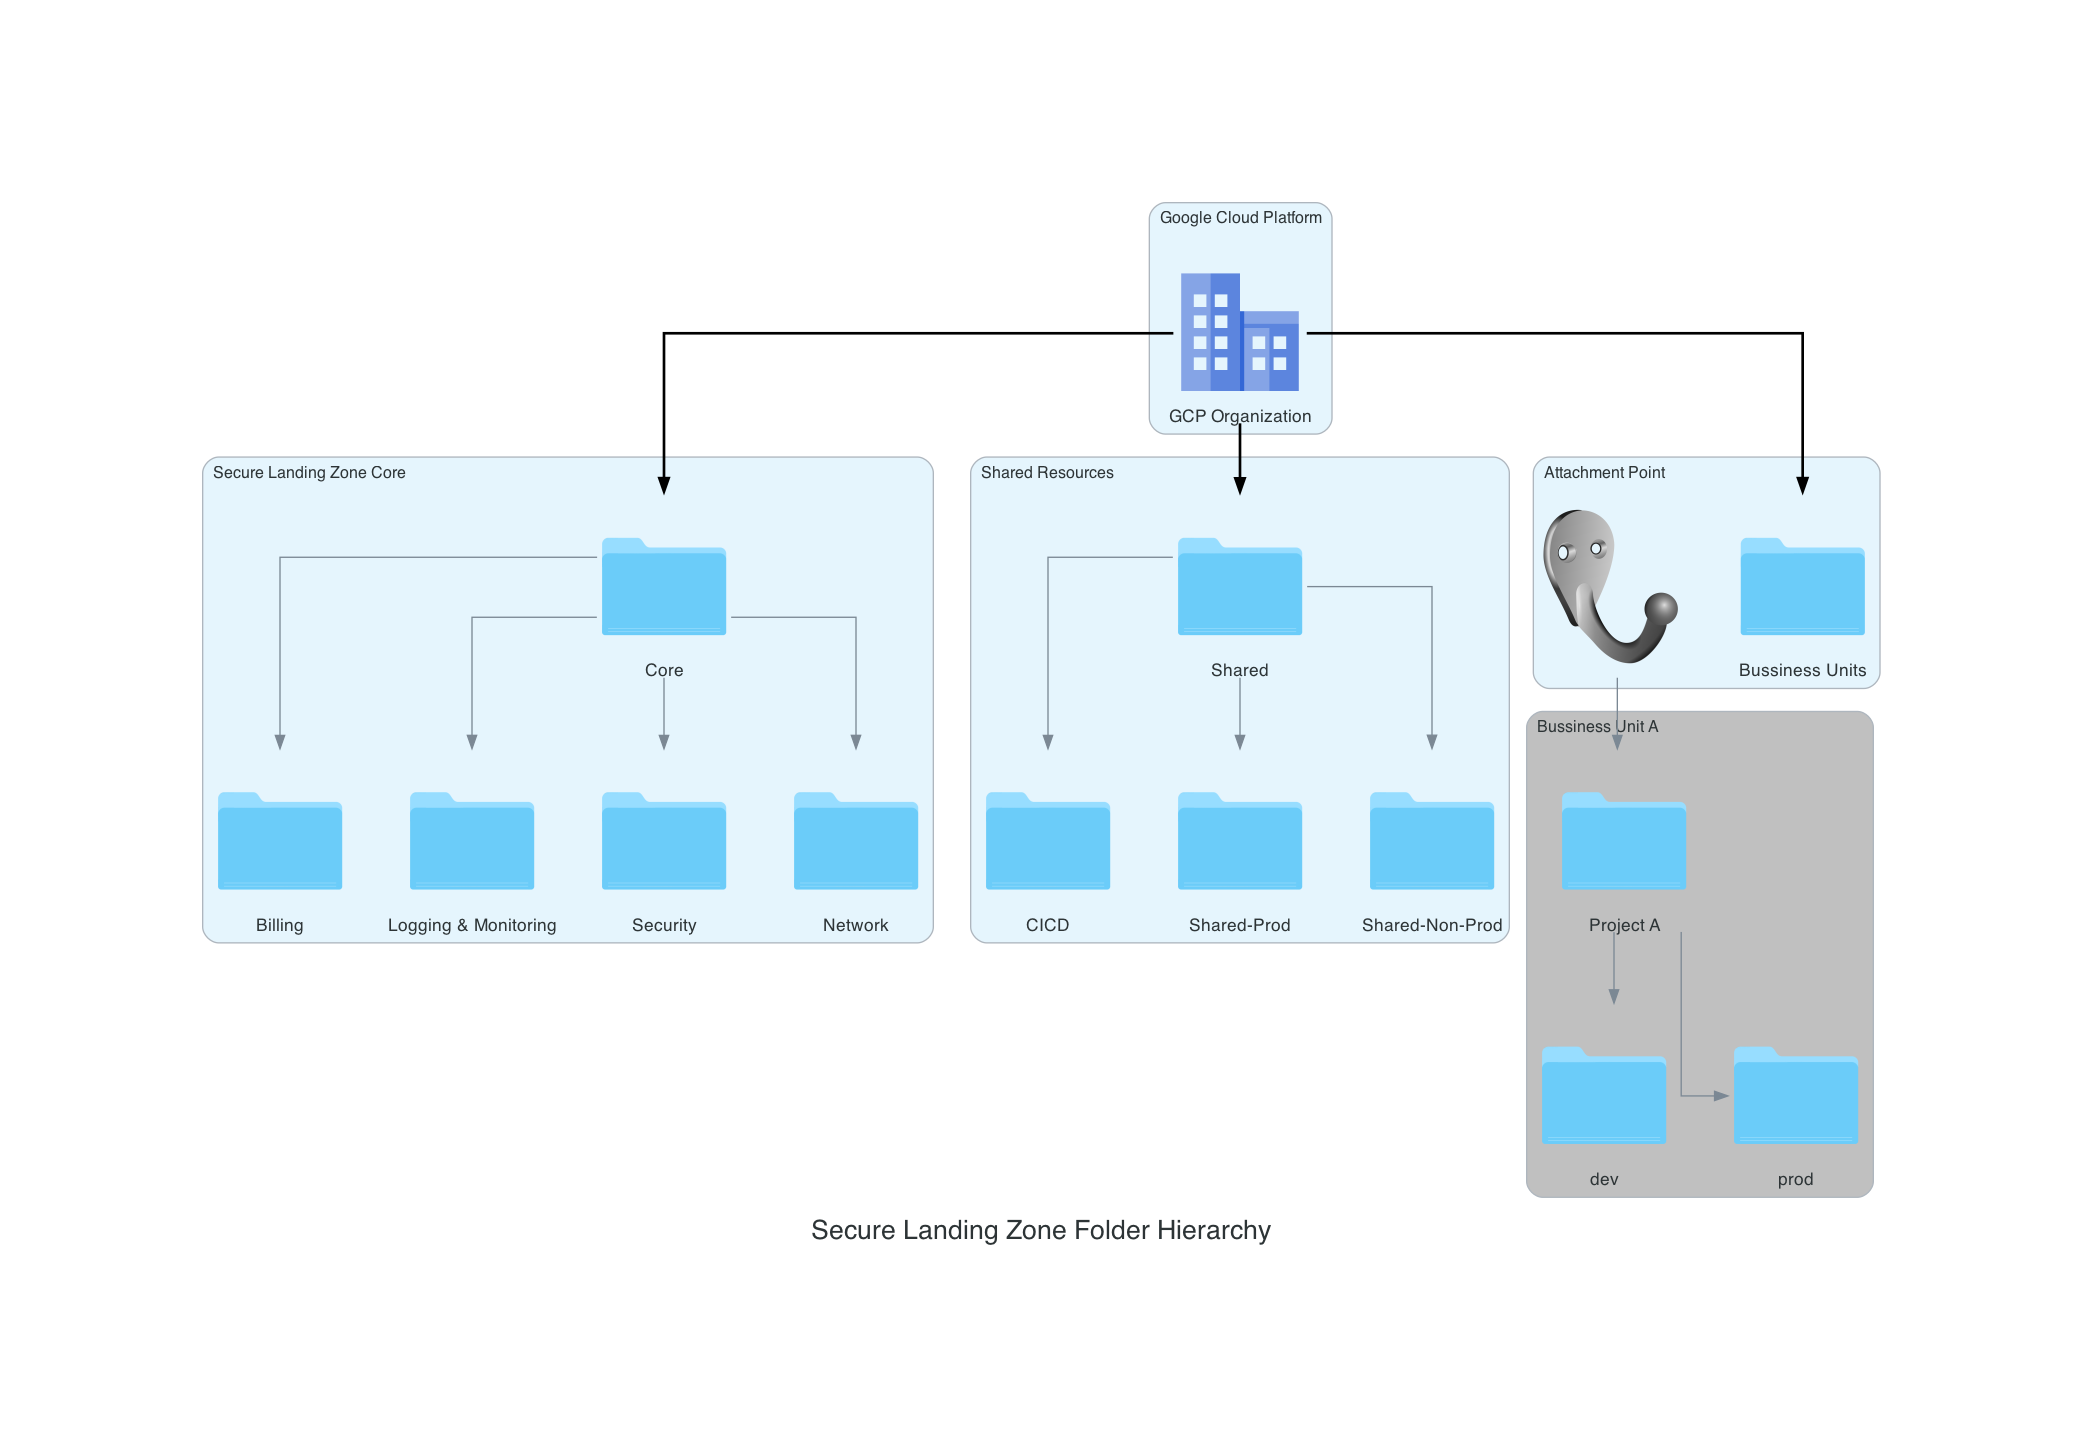 Google Cloud Platform
GCP Organization
Secure Landing Zone Core
Shared Resources
Attachment Point
Core
Shared
Bussiness Units
Bussiness Unit A
Billing
Logging & Monitoring
Security
Network
CICD
Shared-Prod
Shared-Non-Prod
Project A
dev
prod
Secure Landing Zone Folder Hierarchy